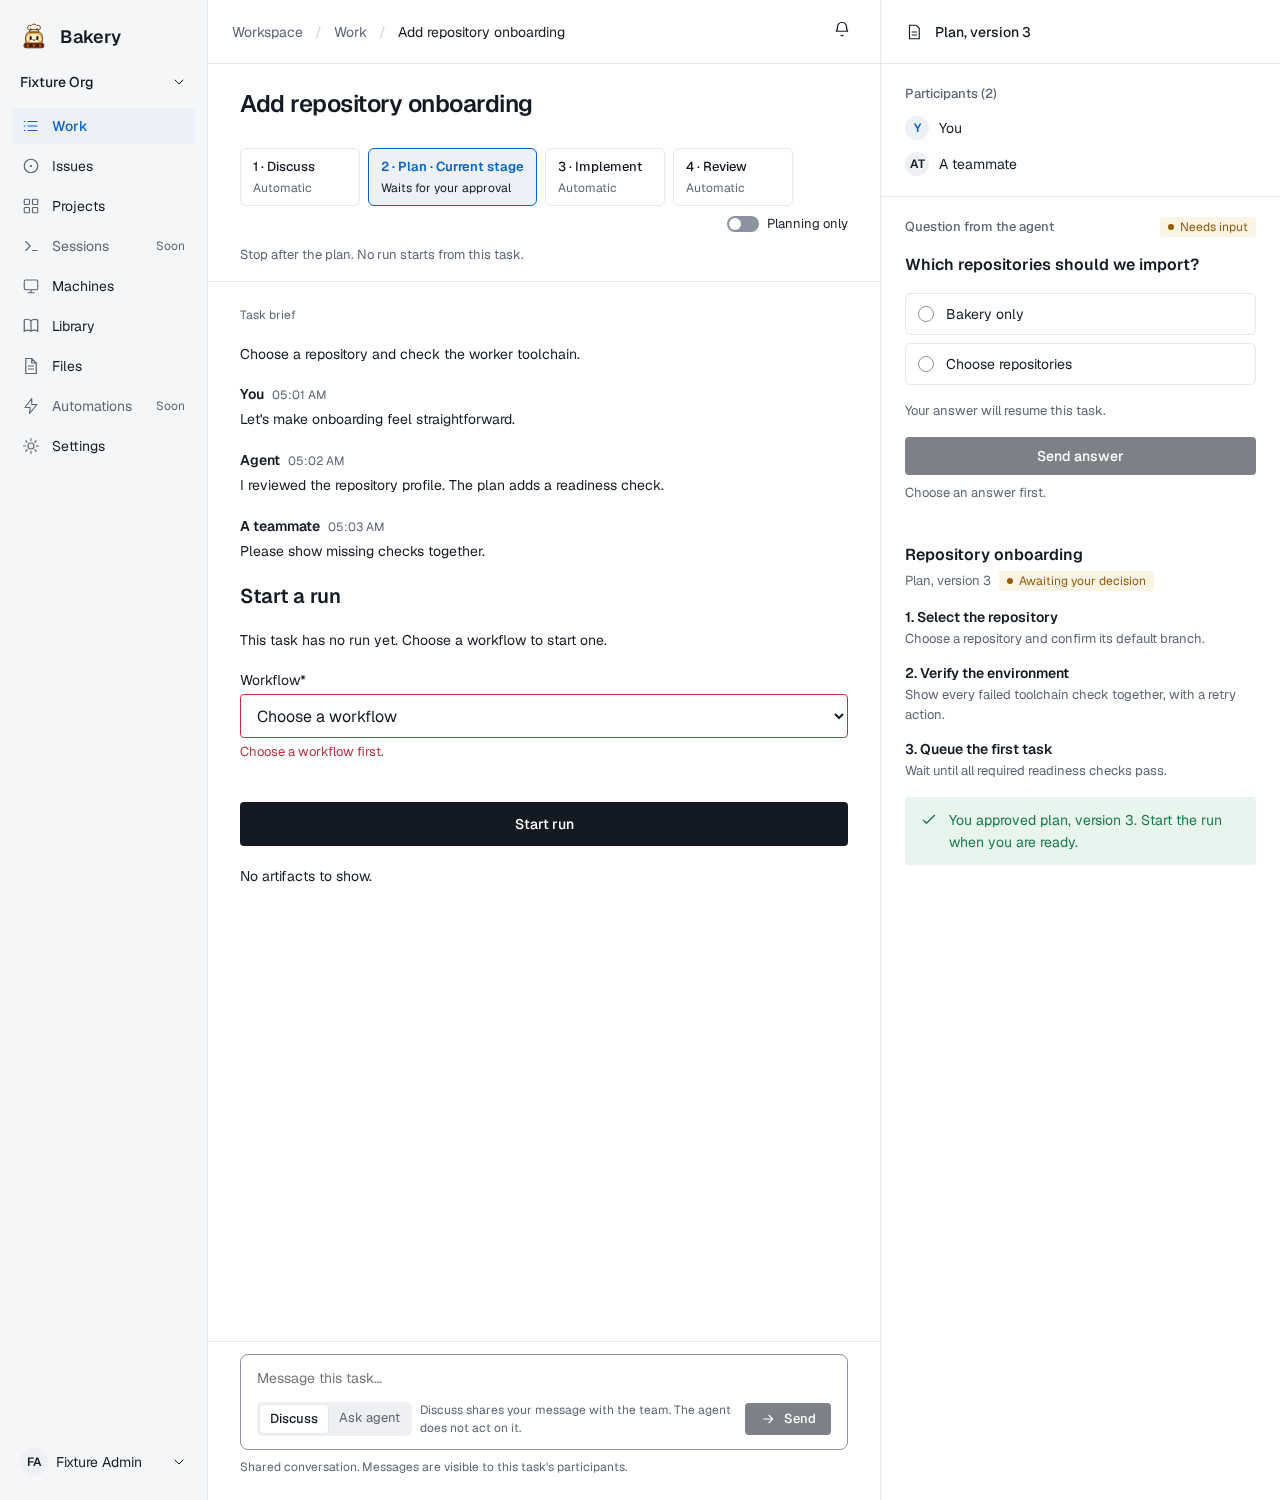 Bakery
Fixture Org
Work
Issues
Projects
Sessions Soon
Machines
Library
Files
Automations Soon
Settings
FA Fixture Admin
Workspace / Work / Add repository onboarding
Add repository onboarding
1 · Discuss
Automatic
2 · Plan · Current stage
Waits for your approval
3 · Implement
Automatic
4 · Review
Automatic
Planning only
Stop after the plan. No run starts from this task.
Task brief
Choose a repository and check the worker toolchain.
You 05:01 AM
Let's make onboarding feel straightforward.
Agent 05:02 AM
I reviewed the repository profile. The plan adds a readiness check.
A teammate 05:03 AM
Please show missing checks together.
Start a run
This task has no run yet. Choose a workflow to start one.
Workflow*
Choose a workflow
Choose a workflow first.
Start run
No artifacts to show.
Message this task...
Discuss Ask agent
Discuss shares your message with the team. The agent
does not act on it.
Send
Shared conversation. Messages are visible to this task's participants.
Plan, version 3
Participants (2)
Y You
AT A teammate
Question from the agent Needs input
Which repositories should we import?
Bakery only
Choose repositories
Your answer will resume this task.
Send answer
Choose an answer first.
Repository onboarding
Plan, version 3 Awaiting your decision
1. Select the repository
Choose a repository and confirm its default branch.
2. Verify the environment
Show every failed toolchain check together, with a retry
action.
3. Queue the first task
Wait until all required readiness checks pass.
You approved plan, version 3. Start the run
when you are ready.